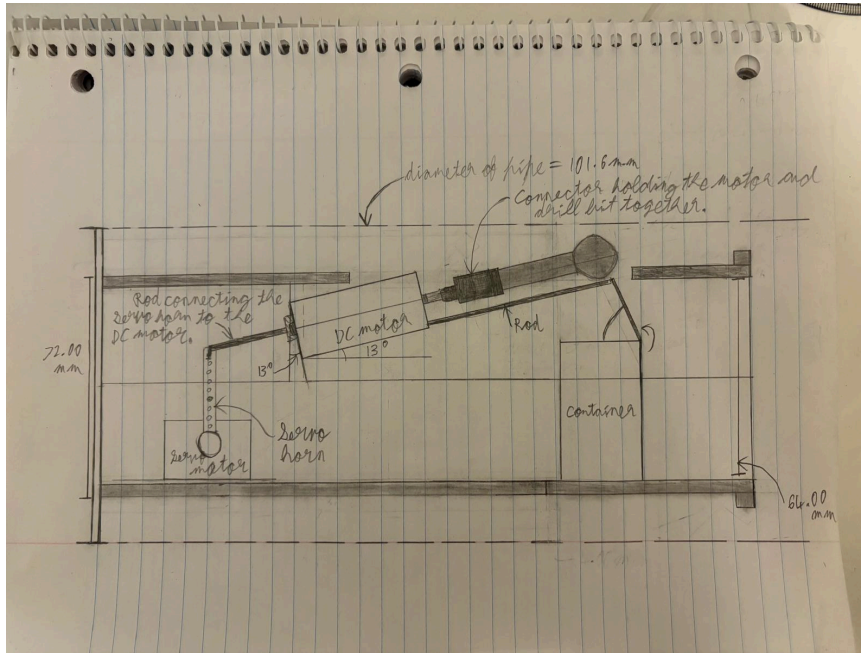 diameter of pipe = 101.6 mm
Connector holding the motor and
drill bit together.
Rod connecting the
Servo horn to the
DC motor.
DC motor
Rod
72.00
mm
13°
13°
Container
Servo
horn
Servo
motor
64.00
mm